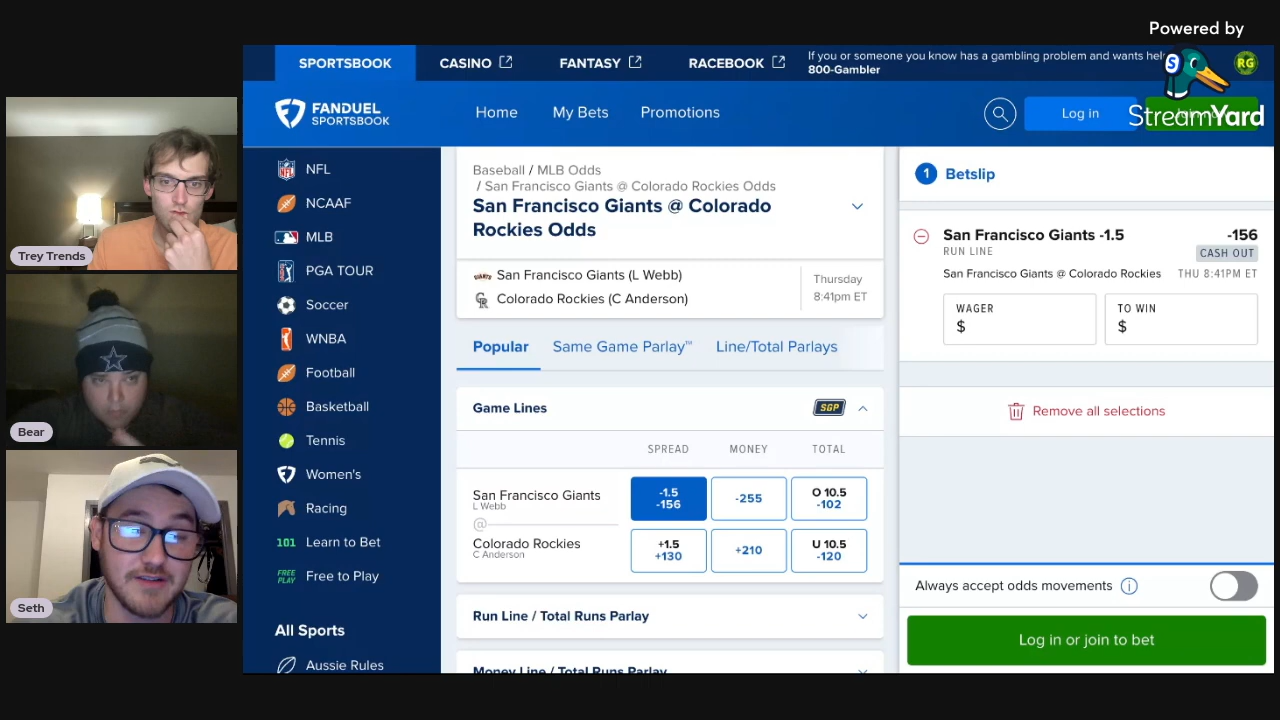 Powered by
StreamYard
SPORTSBOOK
CASINO
FANTASY
RACEBOOK
If you or someone you know has a gambling problem and wants
800-Gambler
RG
FANDUEL
SPORTSBOOK
Home
My Bets
Promotions
Log in
Trey Trends
Bear
Seth
NFL
NCAAF
MLB
PGA TOUR
Soccer
WNBA
Football
Basketball
Tennis
Women's
Racing
101 Learn to Bet
FREE PLAY Free to Play
All Sports
Aussie Rules
Baseball / MLB Odds
/ San Francisco Giants @ Colorado Rockies Odds
San Francisco Giants @ Colorado
Rockies Odds
San Francisco Giants (L Webb)
Colorado Rockies (C Anderson)
Thursday
8:41pm ET
Popular
Same Game Parlay™
Line/Total Parlays
Game Lines
SGP
SPREAD MONEY TOTAL
San Francisco Giants
L Webb
-1.5
-156
-255
O 10.5
-102
@
Colorado Rockies
C Anderson
+1.5
+130
+210
U 10.5
-120
Run Line / Total Runs Parlay
Money Line / Total Runs Parlay
1 Betslip
San Francisco Giants -1.5 -156
RUN LINE CASH OUT
San Francisco Giants @ Colorado Rockies THU 8:41PM ET
WAGER
$
TO WIN
$
Remove all selections
Always accept odds movements
Log in or join to bet